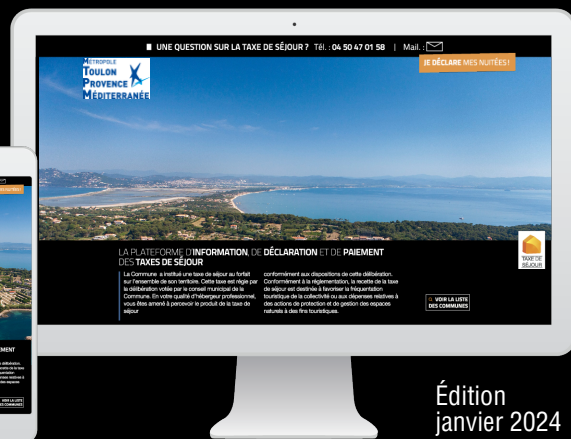 ■ UNE QUESTION SUR LA TAXE DE SÉJOUR ? Tél. : 04 50 47 01 58 | Mail. :
JE DÉCLARE MES NUITÉES !
MÉTROPOLE
TOULON
PROVENCE
MÉDITERRANÉE
LA PLATEFORME D'INFORMATION, DE DÉCLARATION ET DE PAIEMENT
DES TAXES DE SÉJOUR
La Commune a institué une taxe de séjour au forfait
sur l'ensemble de son territoire. Cette taxe est régie par
la délibération votée par le conseil municipal de la
Commune. En votre qualité d'hébergeur professionnel,
vous êtes amené à percevoir le produit de la taxe de
séjour
conformément aux dispositions de cette délibération.
Conformément à la réglementation, la recette de la taxe
de séjour est destinée à favoriser la fréquentation
touristique de la collectivité ou aux dépenses relatives à
des actions de protection et de gestion des espaces
naturels à des fins touristiques.
TAXE DE
SÉJOUR
VOIR LA LISTE
DES COMMUNES
EMENT
VOIR LA LISTE
DES COMMUNES
Édition
janvier 2024